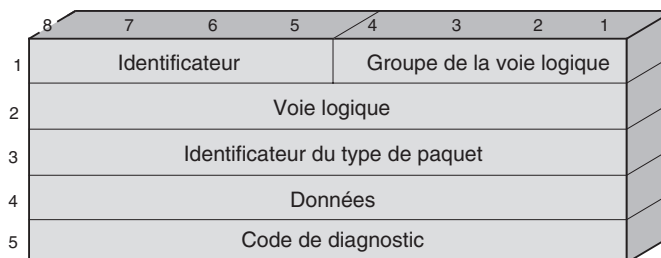 8 7 6 5 4 3 2 1
1 Identificateur Groupe de la voie logique
2 Voie logique
3 Identificateur du type de paquet
4 Données
5 Code de diagnostic